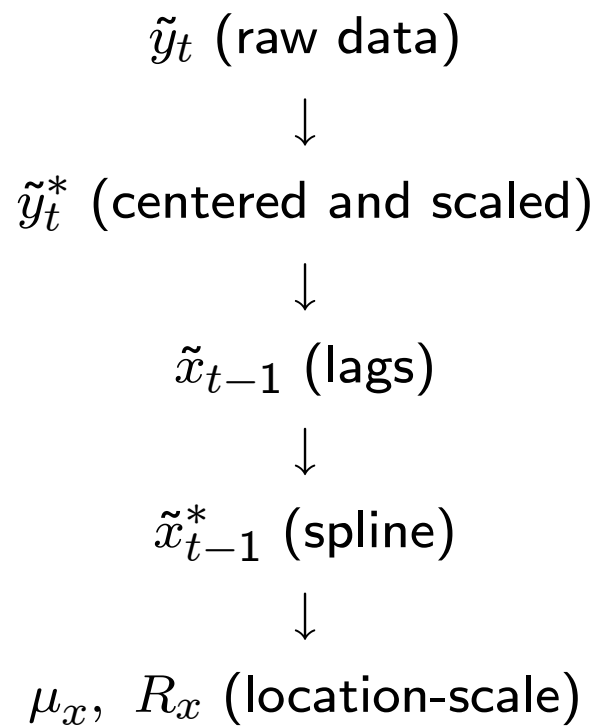 ỹ_t (raw data)
↓
ỹ*_t (centered and scaled)
↓
x̃_{t−1} (lags)
↓
x̃*_{t−1} (spline)
↓
μ_x, R_x (location-scale)